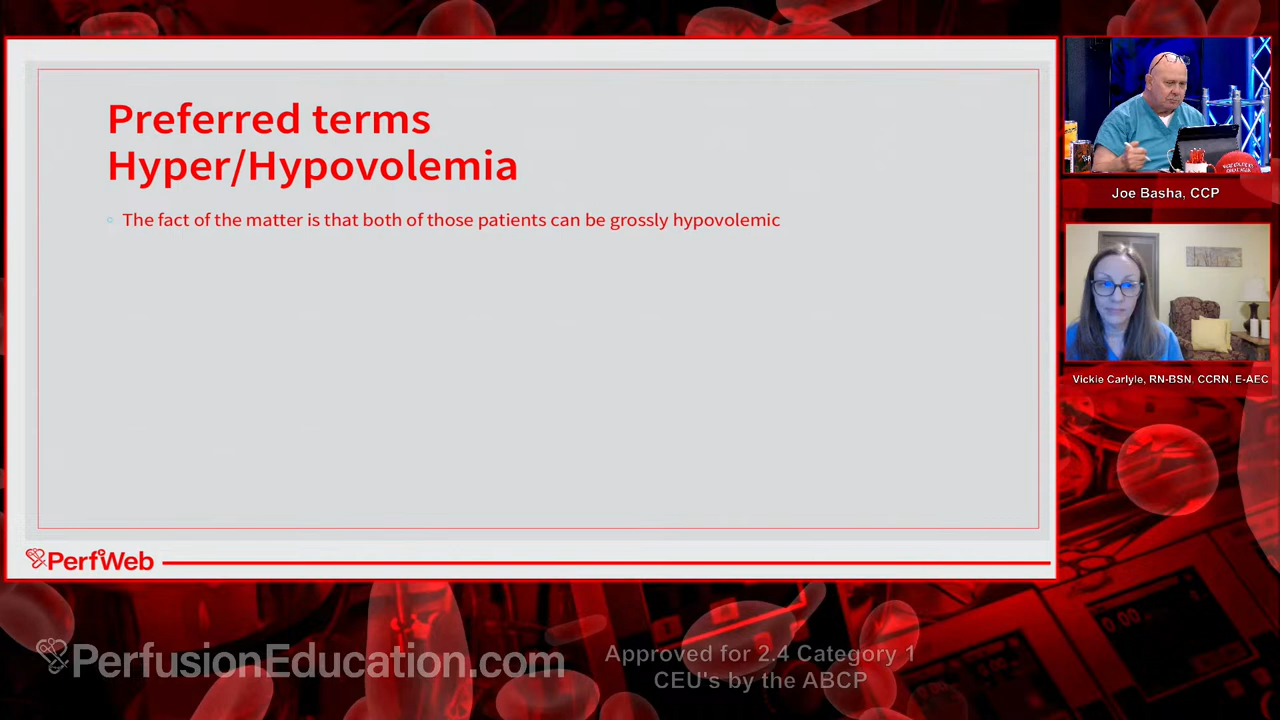 Preferred terms
Hyper/Hypovolemia
The fact of the matter is that both of those patients can be grossly hypovolemic
PerfWeb
Joe Basha, CCP
Vickie Carlyle, RN-BSN, CCRN, E-AEC
PerfusionEducation.com
Approved for 2.4 Category 1
CEU's by the ABCP